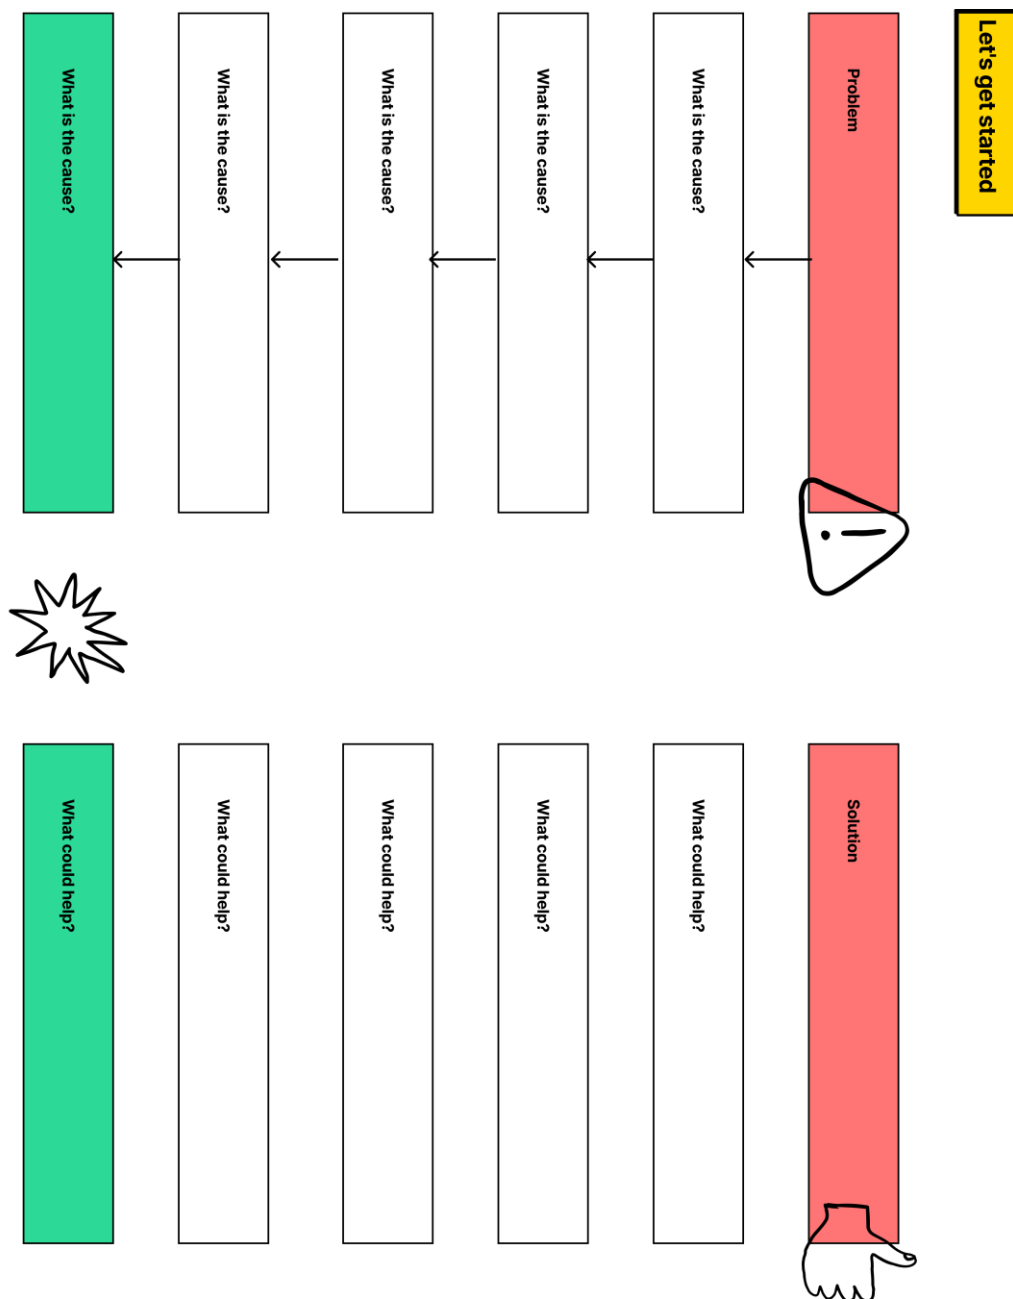 Let's get started
Problem
What is the cause?
What is the cause?
What is the cause?
What is the cause?
What is the cause?
Solution
What could help?
What could help?
What could help?
What could help?
What could help?